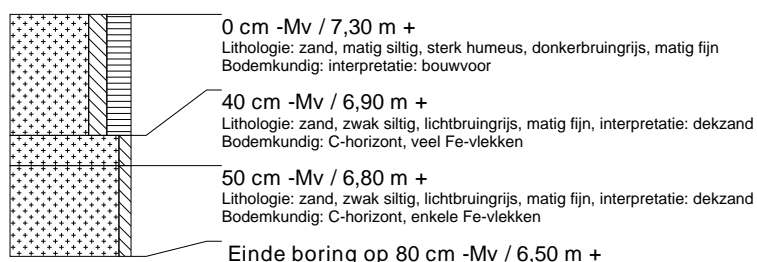 0 cm -Mv / 7,30 m +
Lithologie: zand, matig siltig, sterk humeus, donkerbruingrijs, matig fijn
Bodemkundig: interpretatie: bouwvoor
40 cm -Mv / 6,90 m +
Lithologie: zand, zwak siltig, lichtbruingrijs, matig fijn, interpretatie: dekzand
Bodemkundig: C-horizont, veel Fe-vlekken
50 cm -Mv / 6,80 m +
Lithologie: zand, zwak siltig, lichtbruingrijs, matig fijn, interpretatie: dekzand
Bodemkundig: C-horizont, enkele Fe-vlekken
Einde boring op 80 cm -Mv / 6,50 m +